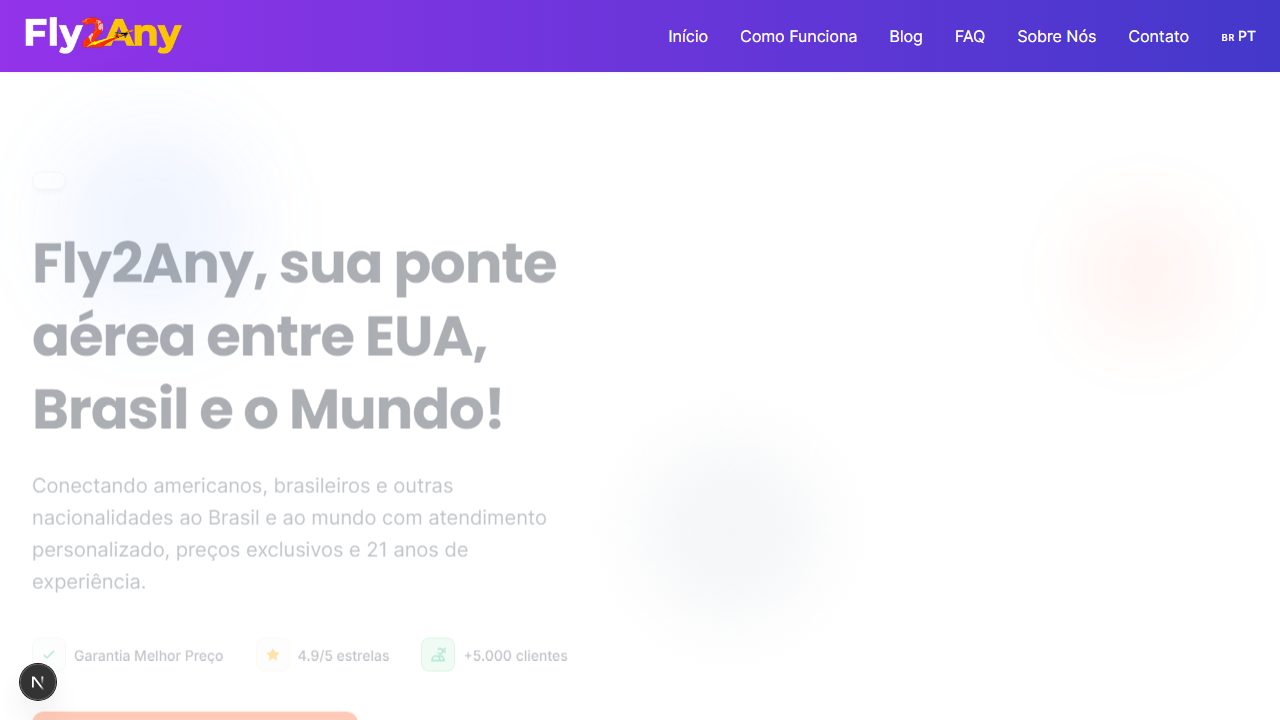 Fly2Any
Início
Como Funciona
Blog
FAQ
Sobre Nós
Contato
BR PT
Fly2Any, sua ponte
aérea entre EUA,
Brasil e o Mundo!
Conectando americanos, brasileiros e outras
nacionalidades ao Brasil e ao mundo com atendimento
personalizado, preços exclusivos e 21 anos de
experiência.
Garantia Melhor Preço
4.9/5 estrelas
+5.000 clientes
N